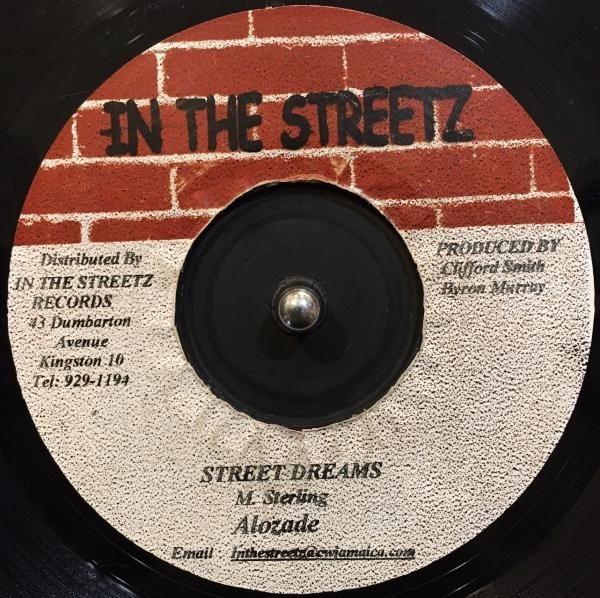 IN THE STREETZ
Distributed By
IN THE STREETZ
RECORDS
43 Dumbarton
Avenue
Kingston 10
Tel: 929-1194
PRODUCED BY
Clifford Smith
Byron Murray
STREET DREAMS
M. Sterling
Alozade
Email Inthestreetz@cwjamaica.com